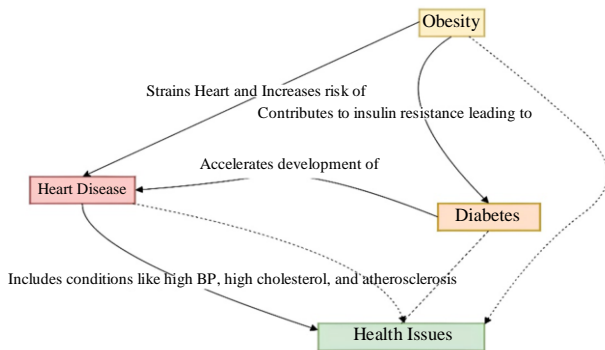 Obesity
Strains Heart and Increases risk of
Contributes to insulin resistance leading to
Accelerates development of
Heart Disease
Diabetes
Includes conditions like high BP, high cholesterol, and atherosclerosis
Health Issues